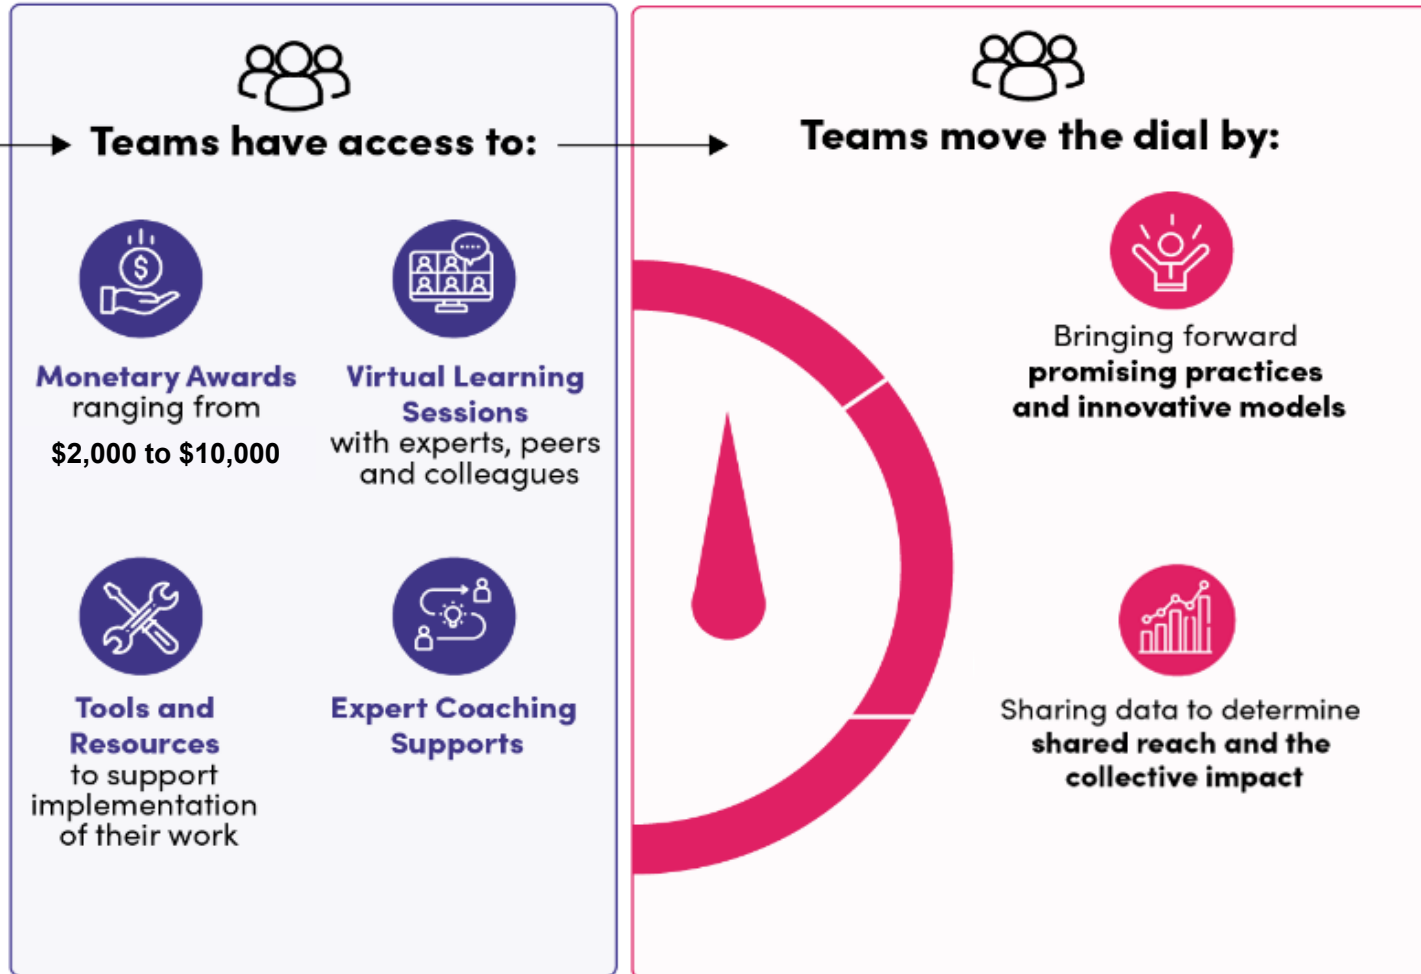 Teams have access to:
Monetary Awards
ranging from
$2,000 to $10,000
Virtual Learning
Sessions
with experts, peers
and colleagues
Tools and
Resources
to support
implementation
of their work
Expert Coaching
Supports
Teams move the dial by:
Bringing forward
promising practices
and innovative models
Sharing data to determine
shared reach and the
collective impact